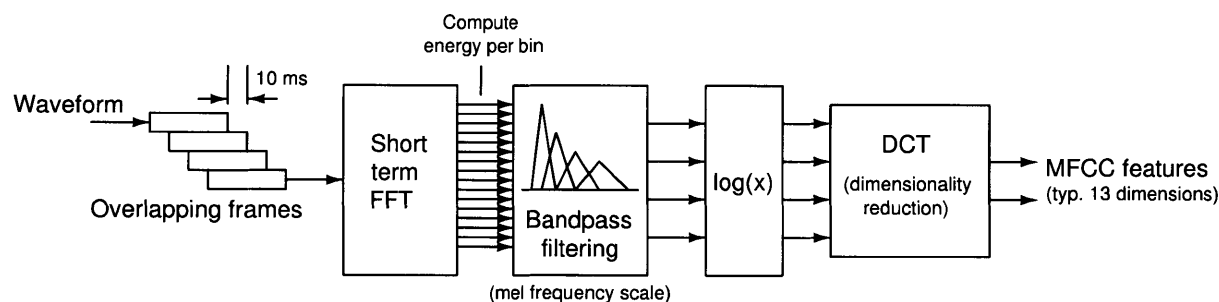 Compute
energy per bin
10 ms
Waveform
Overlapping frames
Short
term
FFT
Bandpass
filtering
(mel frequency scale)
log(x)
DCT
(dimensionality
reduction)
MFCC features
(typ. 13 dimensions)